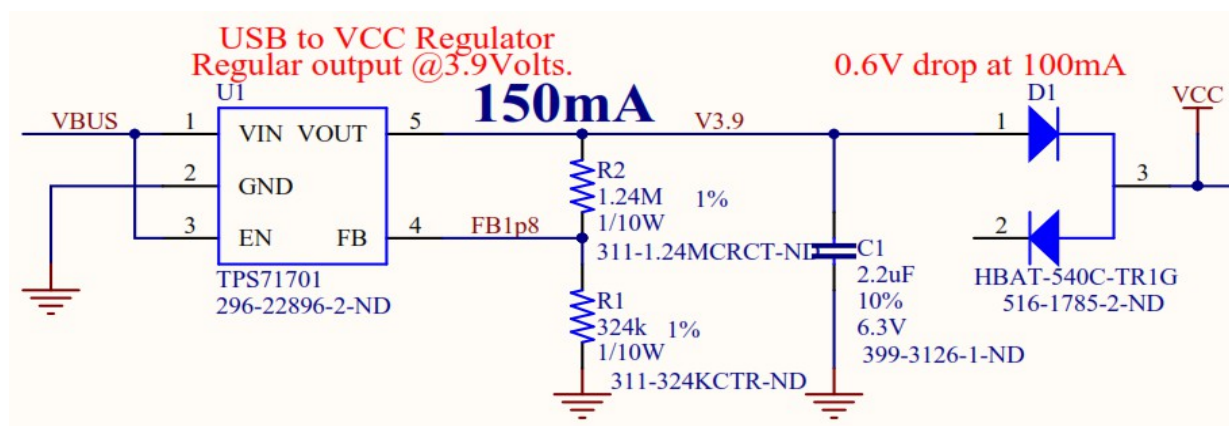 USB to VCC Regulator
Regular output @3.9Volts.
0.6V drop at 100mA
U1
150mA
D1
VCC
VBUS
1
VIN
VOUT
5
V3.9
1
2
GND
R2
1.24M
1%
1/10W
3
3
EN
FB
4
FB1p8
311-1.24MCRCT-ND
2
C1
2.2uF
10%
6.3V
399-3126-1-ND
HBAT-540C-TR1G
516-1785-2-ND
TPS71701
296-22896-2-ND
R1
324k
1%
1/10W
311-324KCTR-ND